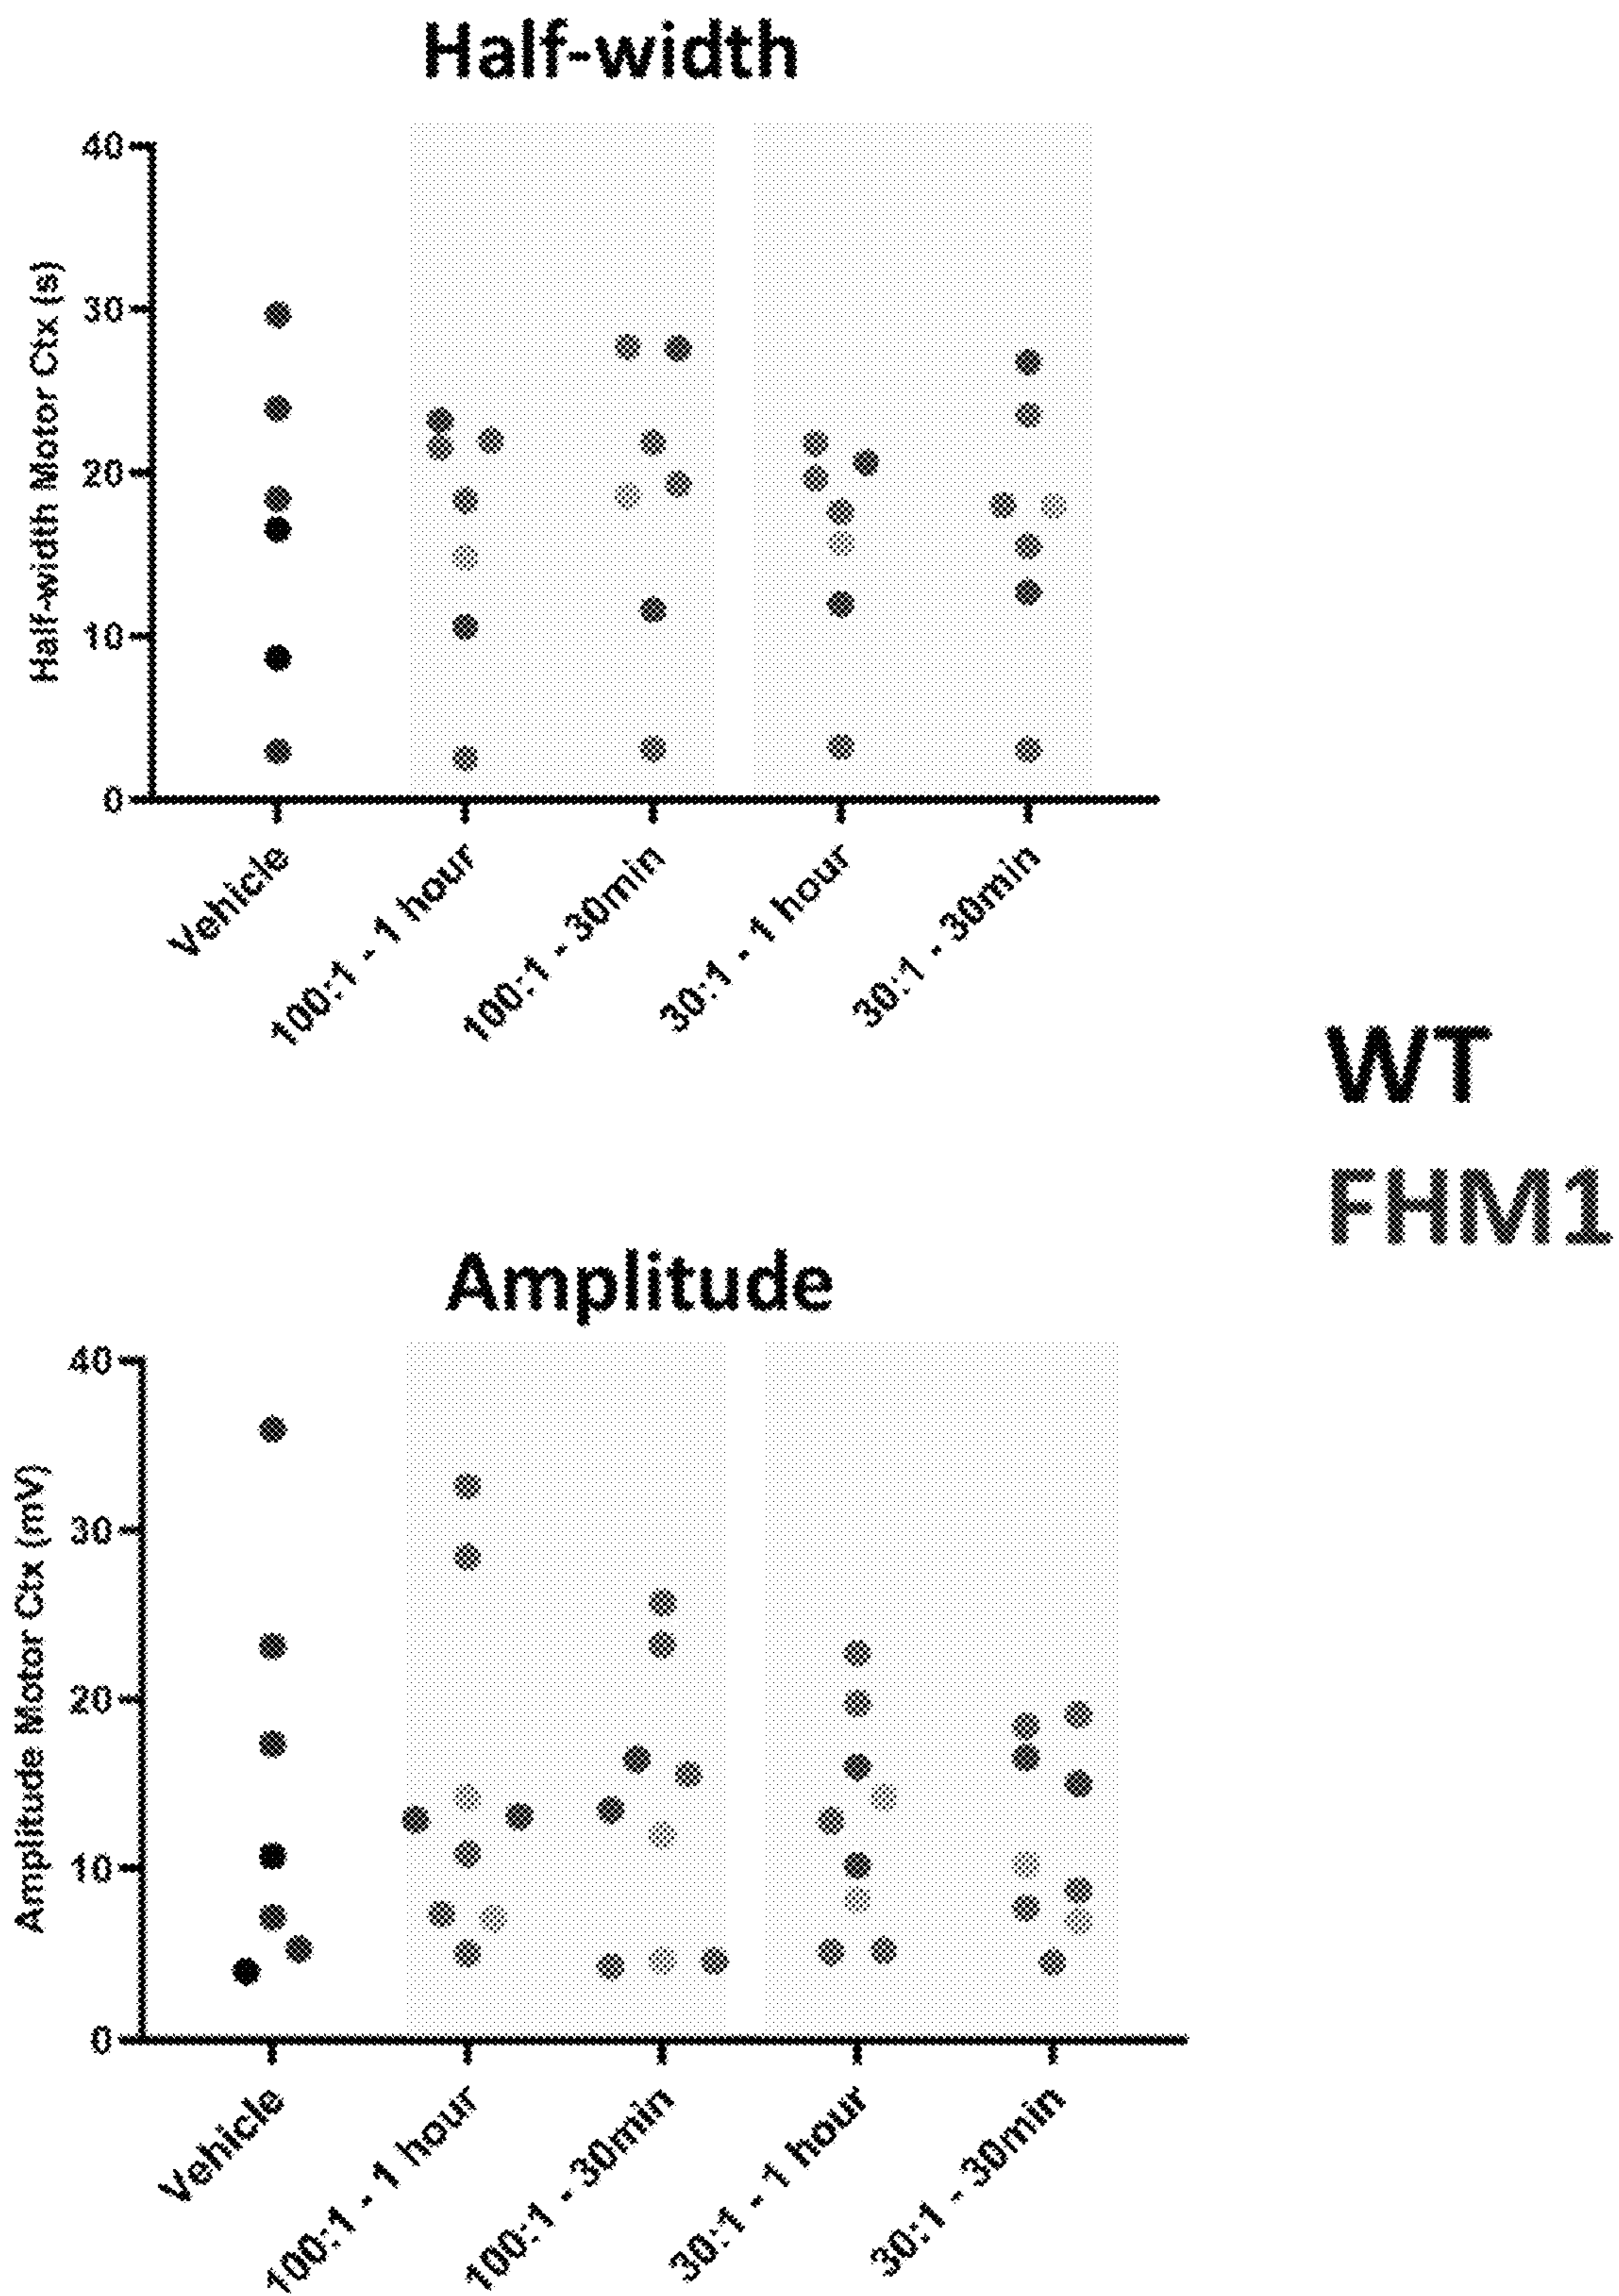 Half-width
40
30
20
10
0
Half-width Motor Ctx (s)
Vehicle
100:1 - 1 hour
100:1 - 30min
30:1 - 1 hour
30:1 - 30min
WT
FHM1
Amplitude
40
30
20
10
0
Amplitude Motor Ctx (mV)
Vehicle
100:1 - 1 hour
100:1 - 30min
30:1 - 1 hour
30:1 - 30min